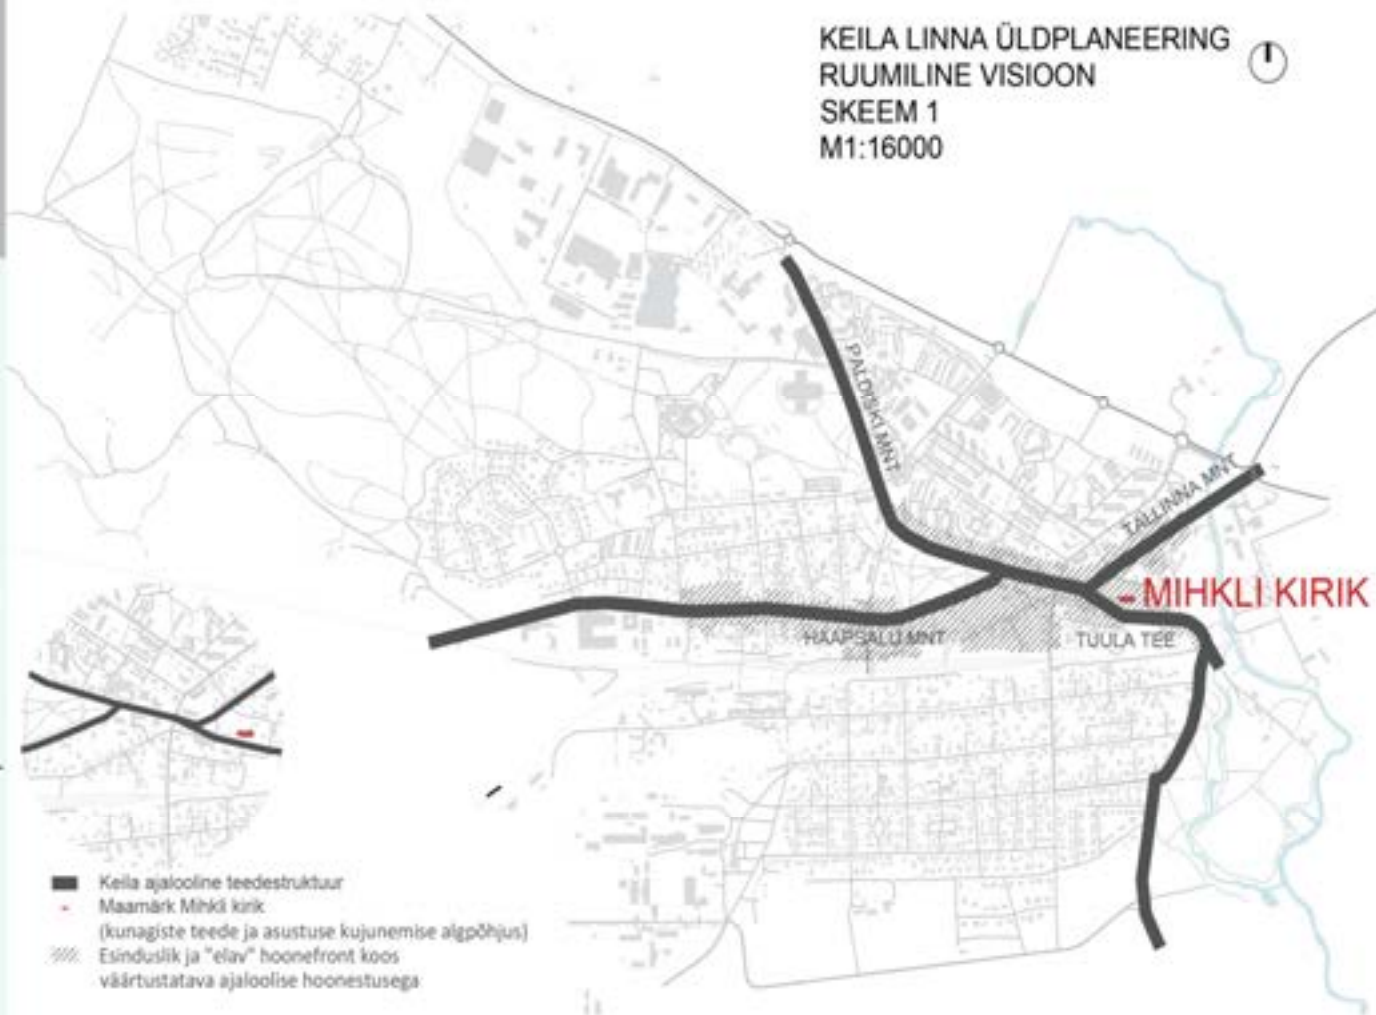 KEILA LINNA ÜLDPLANEERING
RUUMILINE VISIOON
SKEEM 1
M1:16000
PALDISKI MNT
TALLINNA MNT
MIHKLI KIRIK
HAAPSALU MNT
TUULA TEE
Keila ajalooline teedestruktuur
Maamärk Mihkli kirik
(kunagiste teede ja asustuse kujunemise algpõhjus)
Esinduslik ja "elav" hoonefront koos
väärtustatava ajaloolise hoonestusega